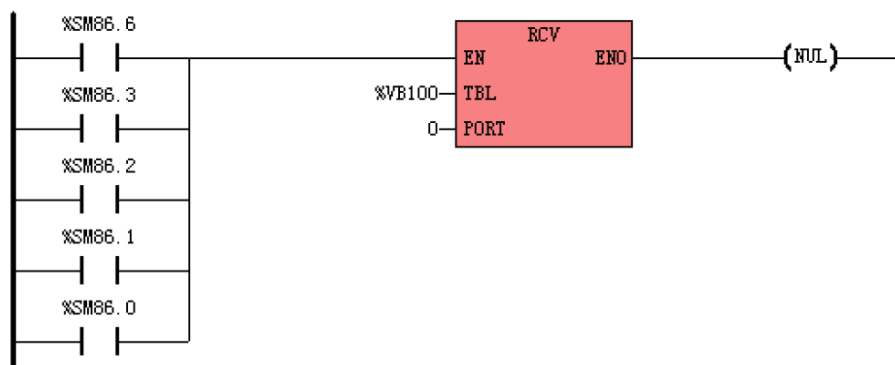 %SM86.6
RCV
EN ENO (NUL)
%SM86.3
%VB100 TBL
0 PORT
%SM86.2
%SM86.1
%SM86.0